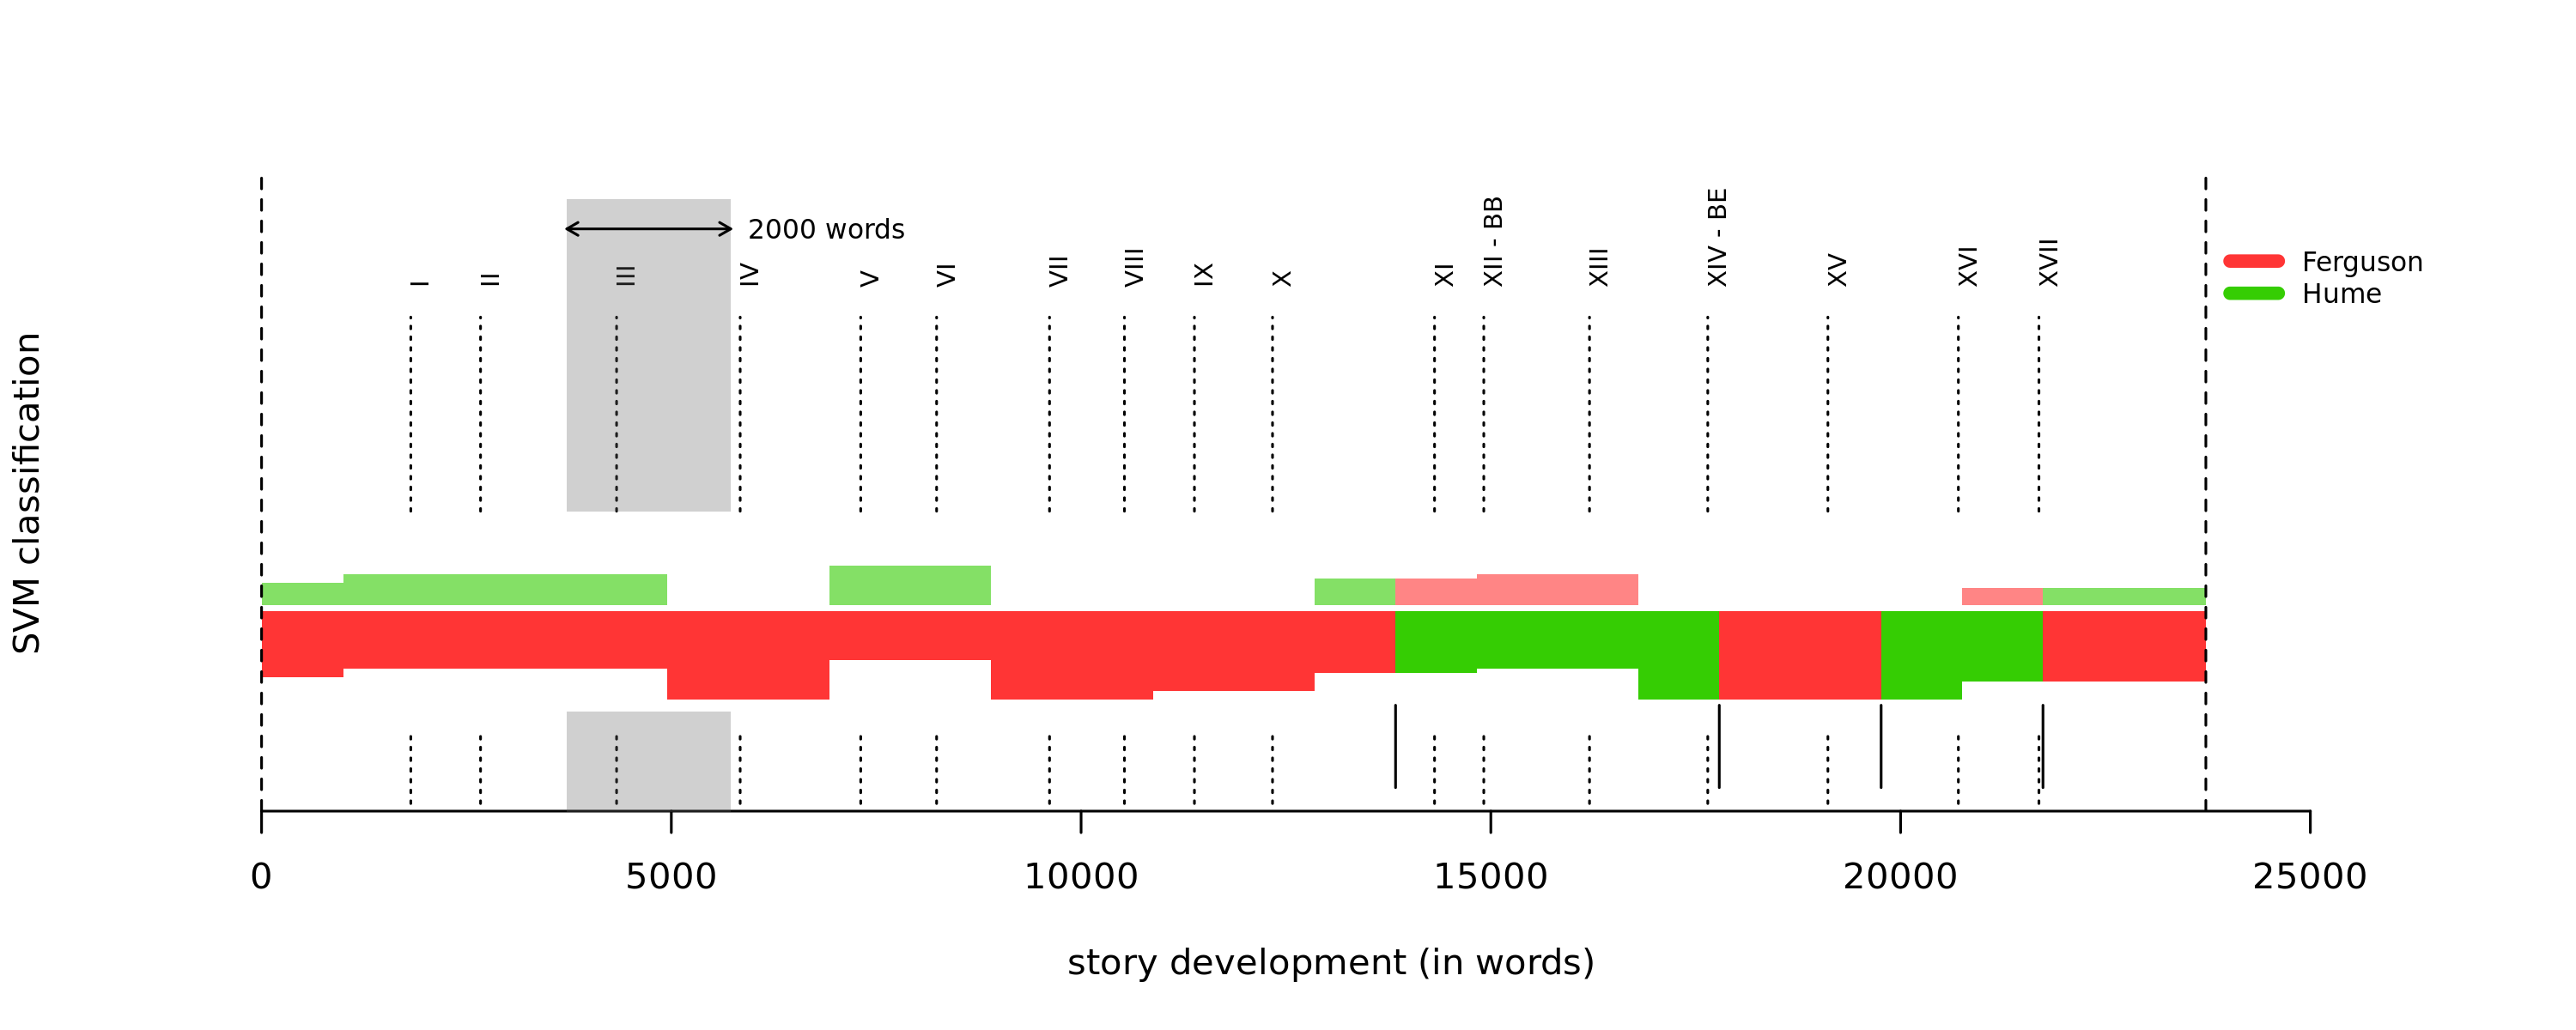 2000 words
I
II
III
IV
V
VI
VII
VIII
IX
X
XI
XII - BB
XIII
XIV - BE
XV
XVI
XVII
Ferguson
Hume
SVM classification
0
5000
10000
15000
20000
25000
story development (in words)